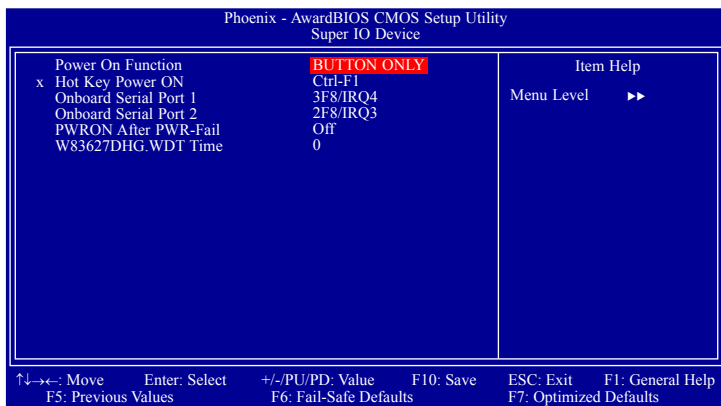 Phoenix - AwardBIOS CMOS Setup Utility
Super IO Device
Power On Function BUTTON ONLY
x Hot Key Power ON Ctrl-F1
Onboard Serial Port 1 3F8/IRQ4
Onboard Serial Port 2 2F8/IRQ3
PWRON After PWR-Fail Off
W83627DHG.WDT Time 0
Item Help
Menu Level ▶▶
↑↓→←: Move Enter: Select +/-/PU/PD: Value F10: Save ESC: Exit F1: General Help
F5: Previous Values F6: Fail-Safe Defaults F7: Optimized Defaults